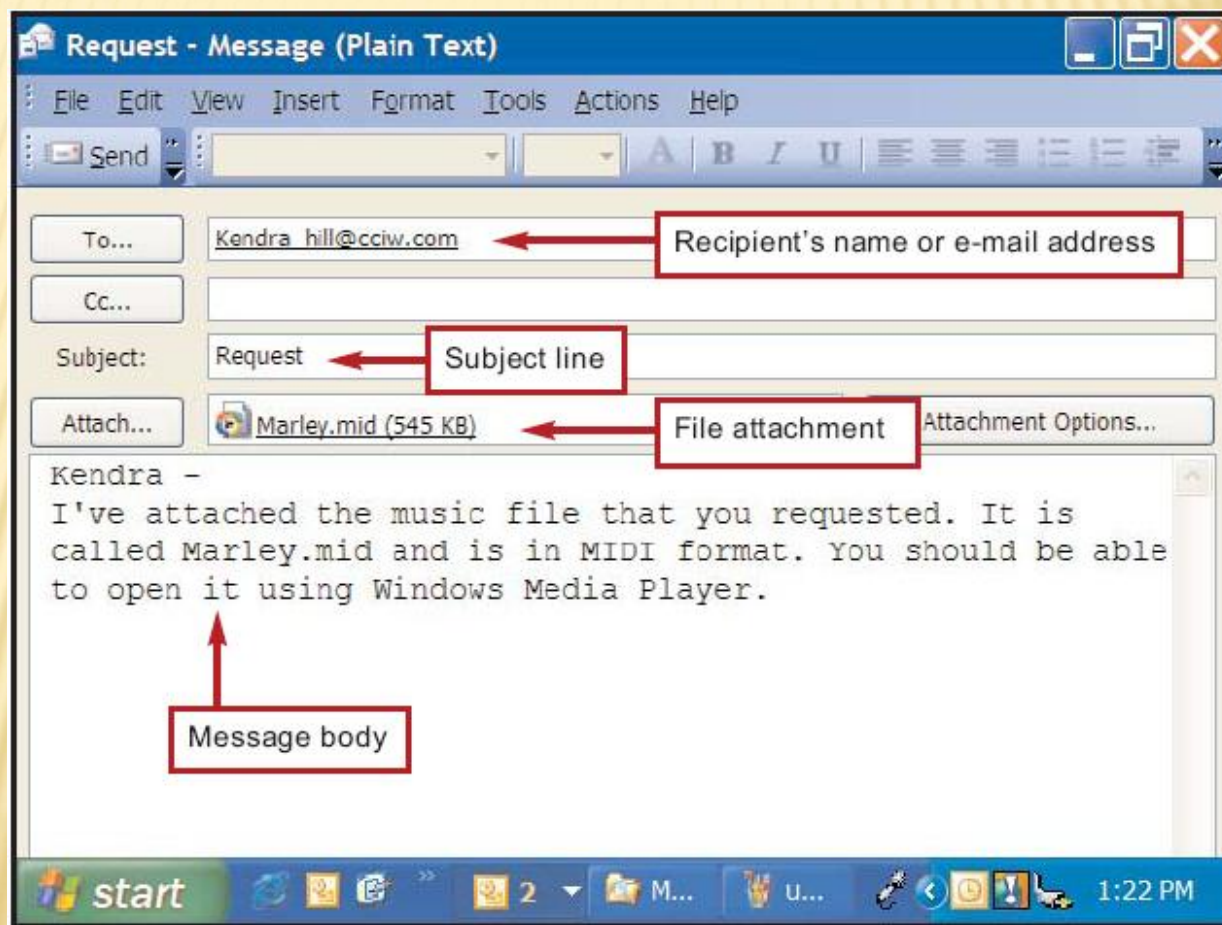 Request - Message (Plain Text)
File Edit View Insert Format Tools Actions Help
Send A B I U
To... Kendra_hill@cciw.com Recipient's name or e-mail address
Cc...
Subject: Request Subject line
Attach... Marley.mid (545 KB) File attachment Attachment Options...
Kendra –
I've attached the music file that you requested. It is
called Marley.mid and is in MIDI format. You should be able
to open it using Windows Media Player.
Message body
start 2 M... u... 1:22 PM